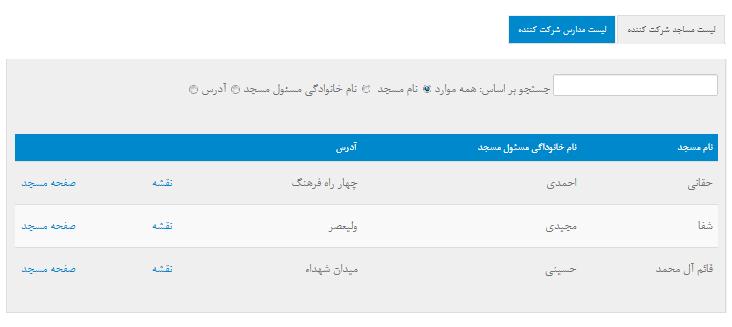 لیست مساجد شرکت کننده
لیست مدارس شرکت کننده
جستجو بر اساس: همه موارد نام مسجد نام خانوادگی مسئول مسجد آدرس
نام مسجد نام خانوداگی مسئول مسجد آدرس
حقانی احمدی چهار راه فرهنگ نقشه صفحه مسجد
شفا مجیدی ولیعصر نقشه صفحه مسجد
قائم آل محمد حسینی میدان شهداء نقشه صفحه مسجد